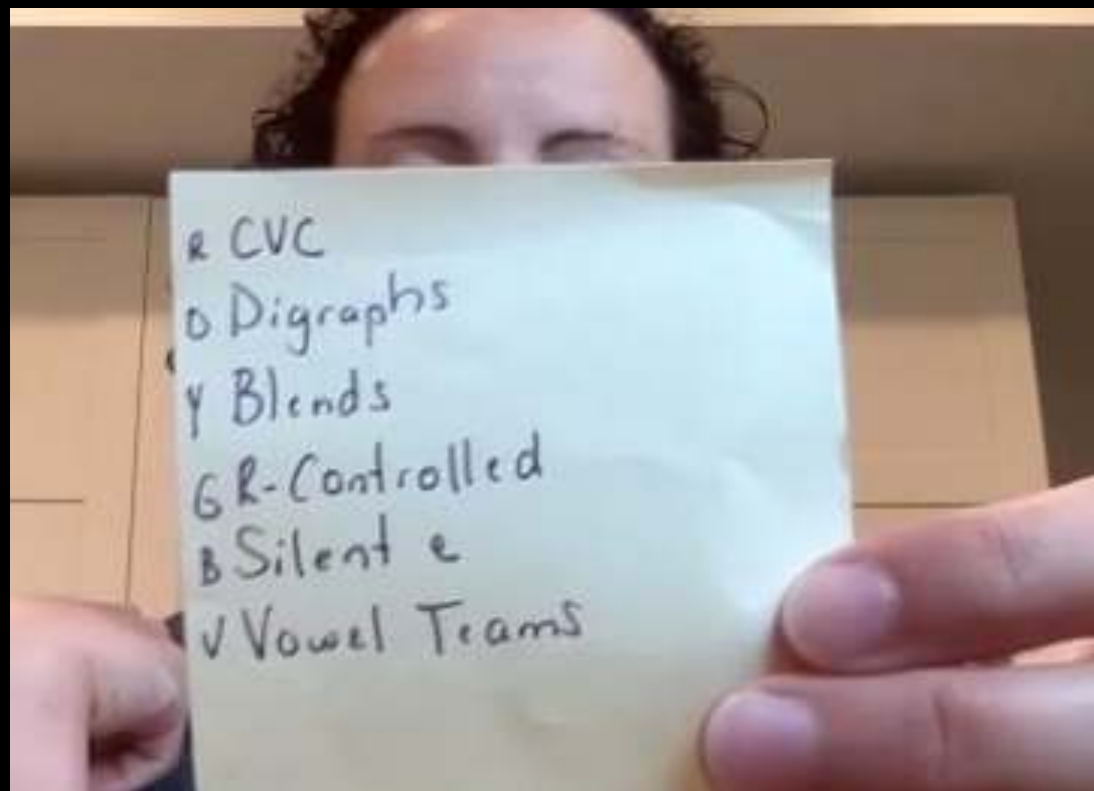 R CVC
O Digraphs
Y Blends
G R-Controlled
B Silent e
V Vowel Teams